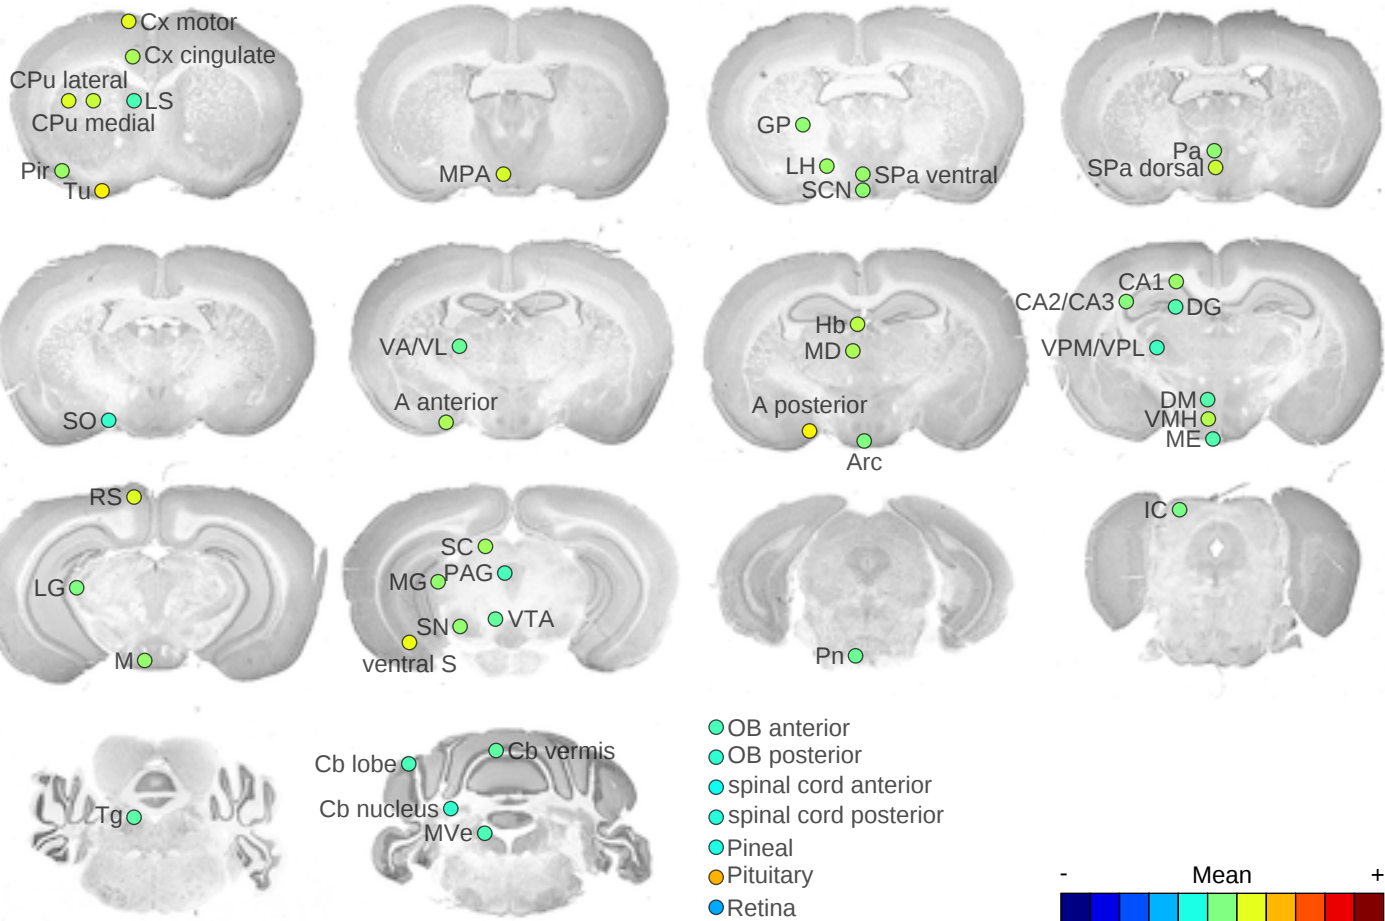 Cx motor
Cx cingulate
CPu lateral
LS
CPu medial
Pir
Tu
MPA
GP
LH
SPa ventral
SCN
Pa
SPa dorsal
SO
VA/VL
A anterior
Hb
MD
A posterior
Arc
CA1
CA2/CA3
DG
VPM/VPL
DM
VMH
ME
RS
LG
M
SC
MG
PAG
SN
VTA
ventral S
Pn
IC
Tg
Cb lobe
Cb vermis
Cb nucleus
MVe
OB anterior
OB posterior
spinal cord anterior
spinal cord posterior
Pineal
Pituitary
Retina
- Mean +